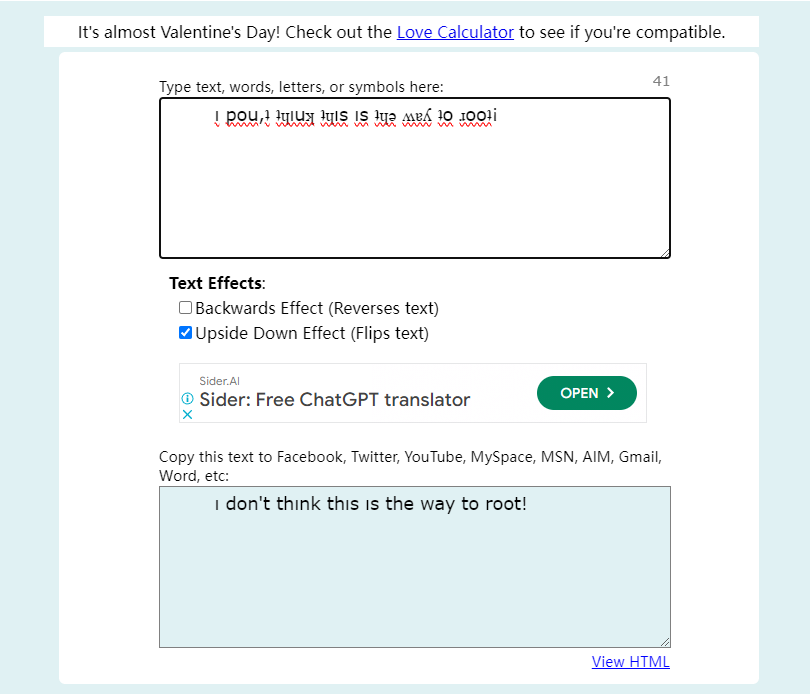 It's almost Valentine's Day! Check out the Love Calculator to see if you're compatible.
Type text, words, letters, or symbols here:
41
ı pou,ʇ ʇɥıuʞ ʇɥıs ıs ʇɥǝ ʍɐʎ ʇo ɹooʇ¡
Text Effects:
Backwards Effect (Reverses text)
Upside Down Effect (Flips text)
Sider.AI
Sider: Free ChatGPT translator
OPEN
Copy this text to Facebook, Twitter, YouTube, MySpace, MSN, AIM, Gmail,
Word, etc:
ı don't thınk thıs ıs the way to root!
View HTML